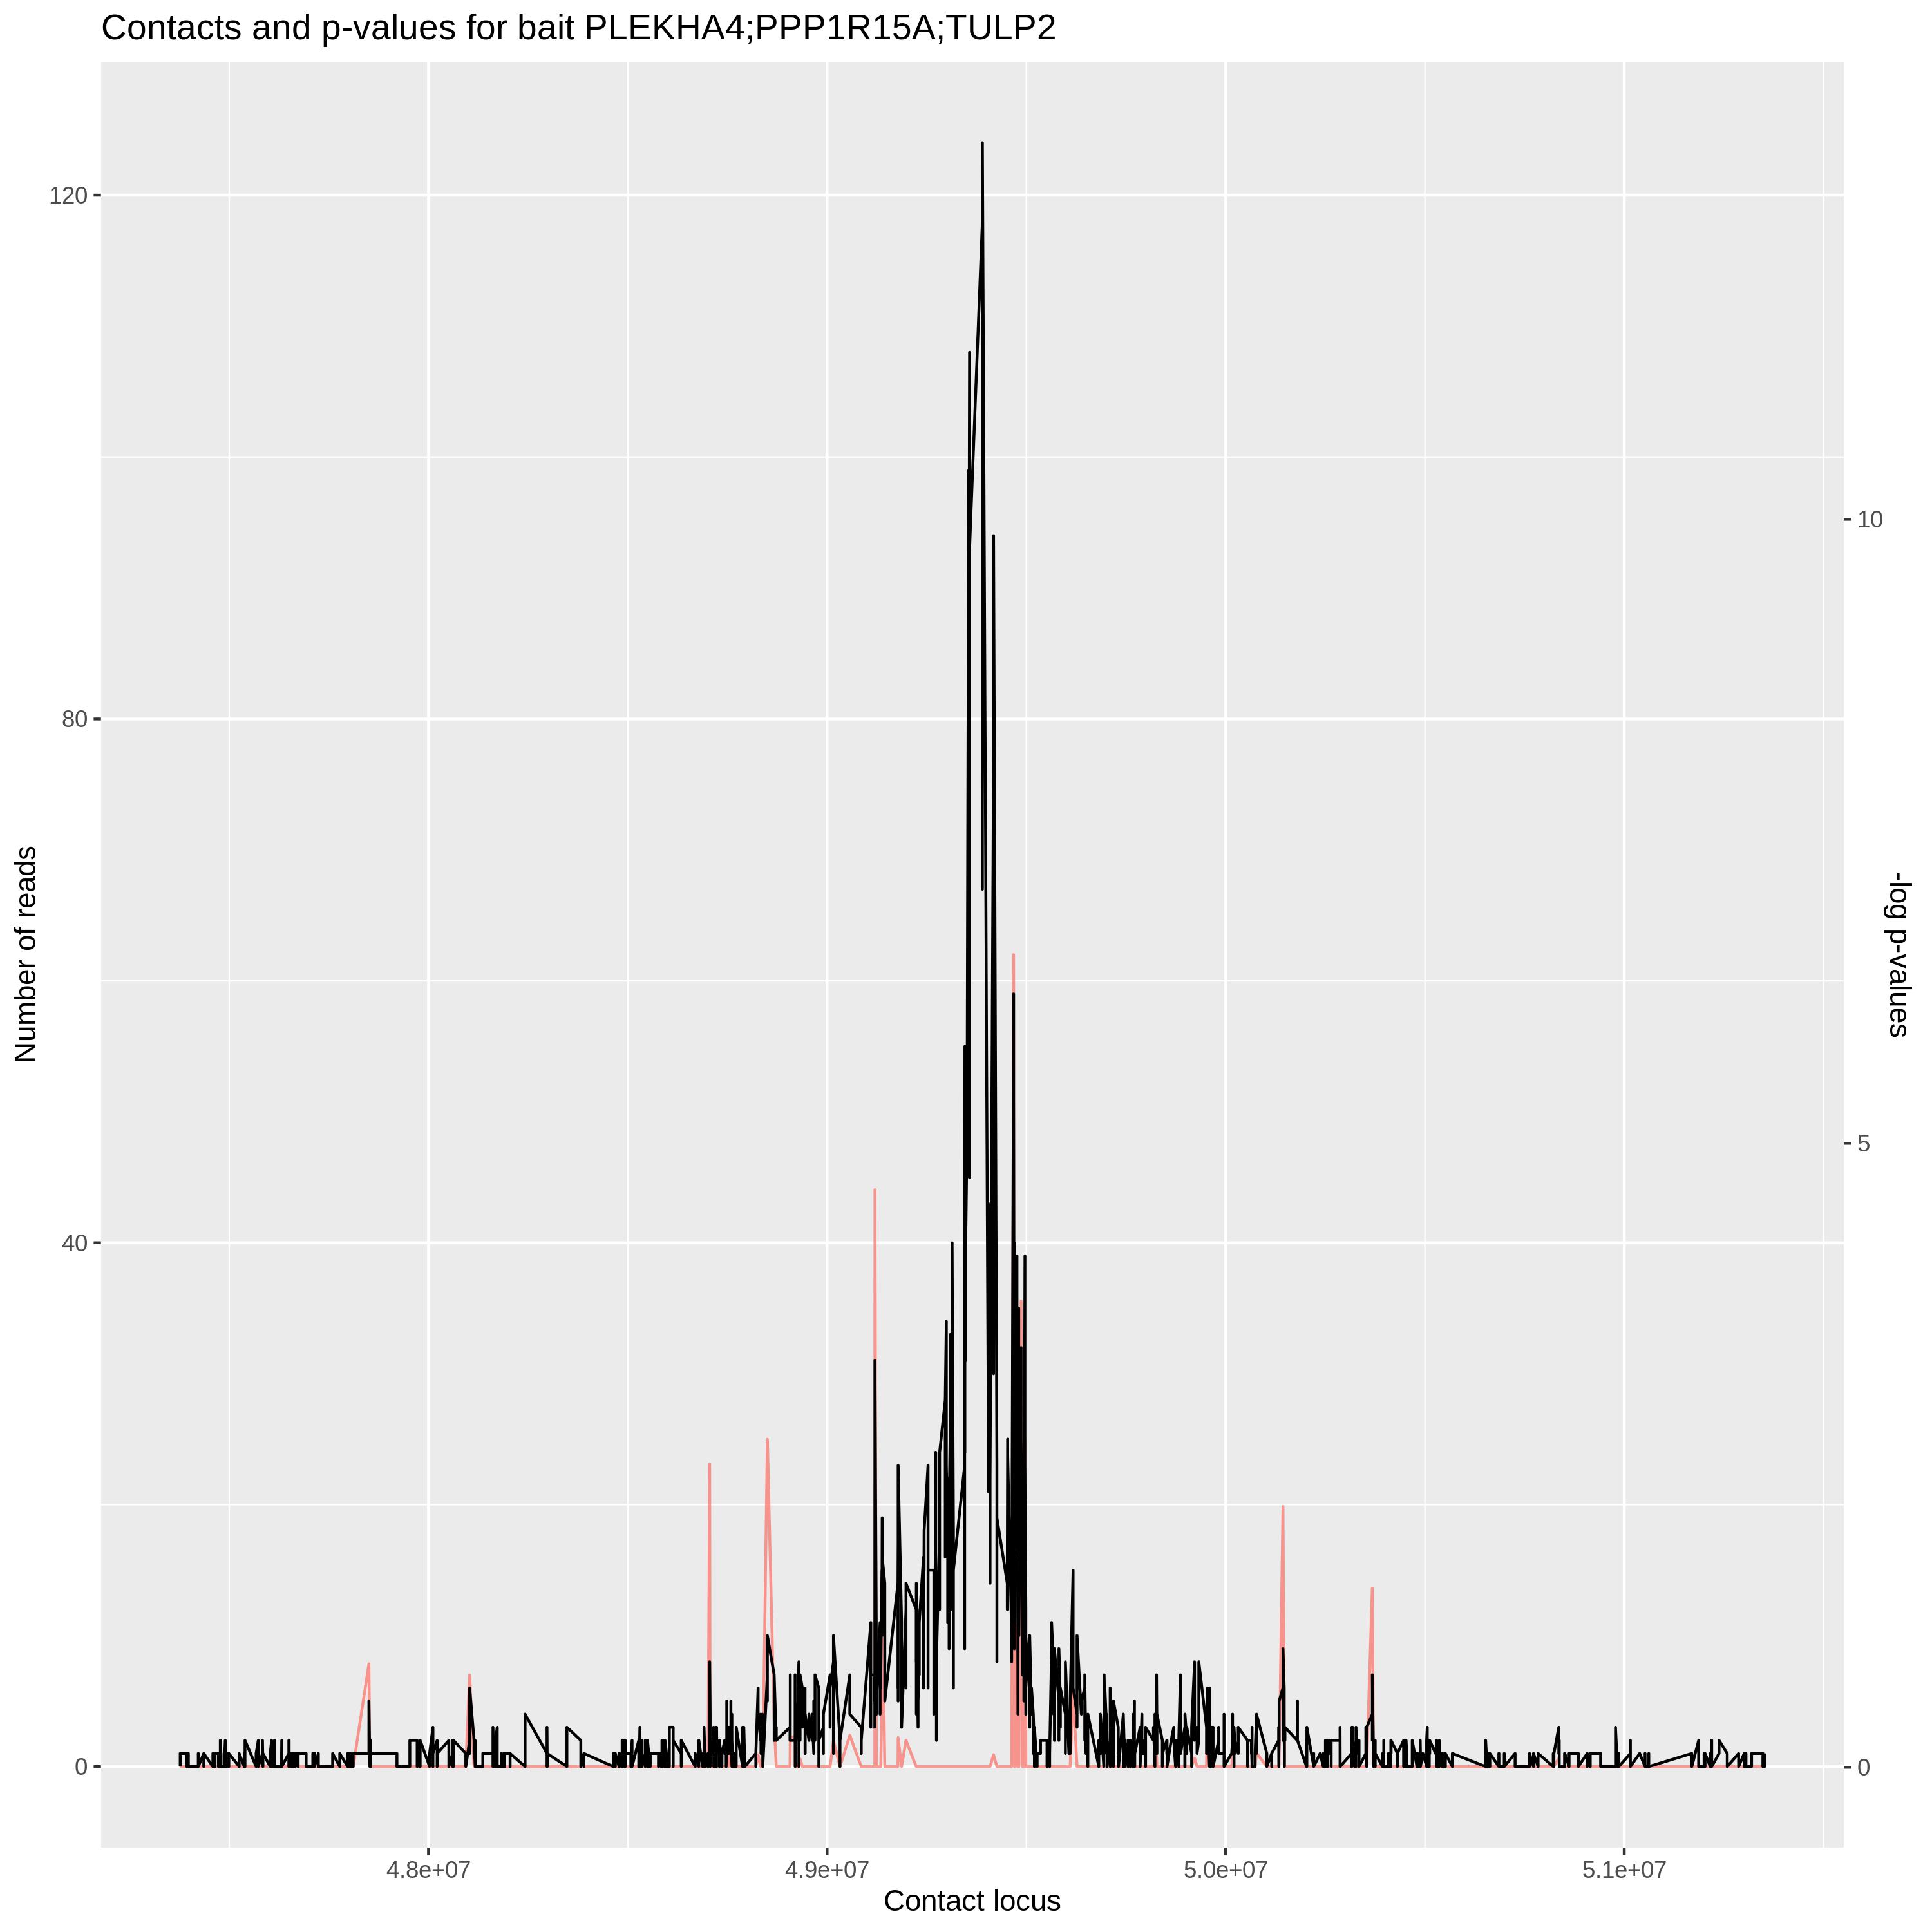 Contacts and p-values for bait PLEKHA4;PPP1R15A;TULP2
120
80
40
0
Number of reads
10
5
0
-log p-values
4.8e+07
4.9e+07
5.0e+07
5.1e+07
Contact locus